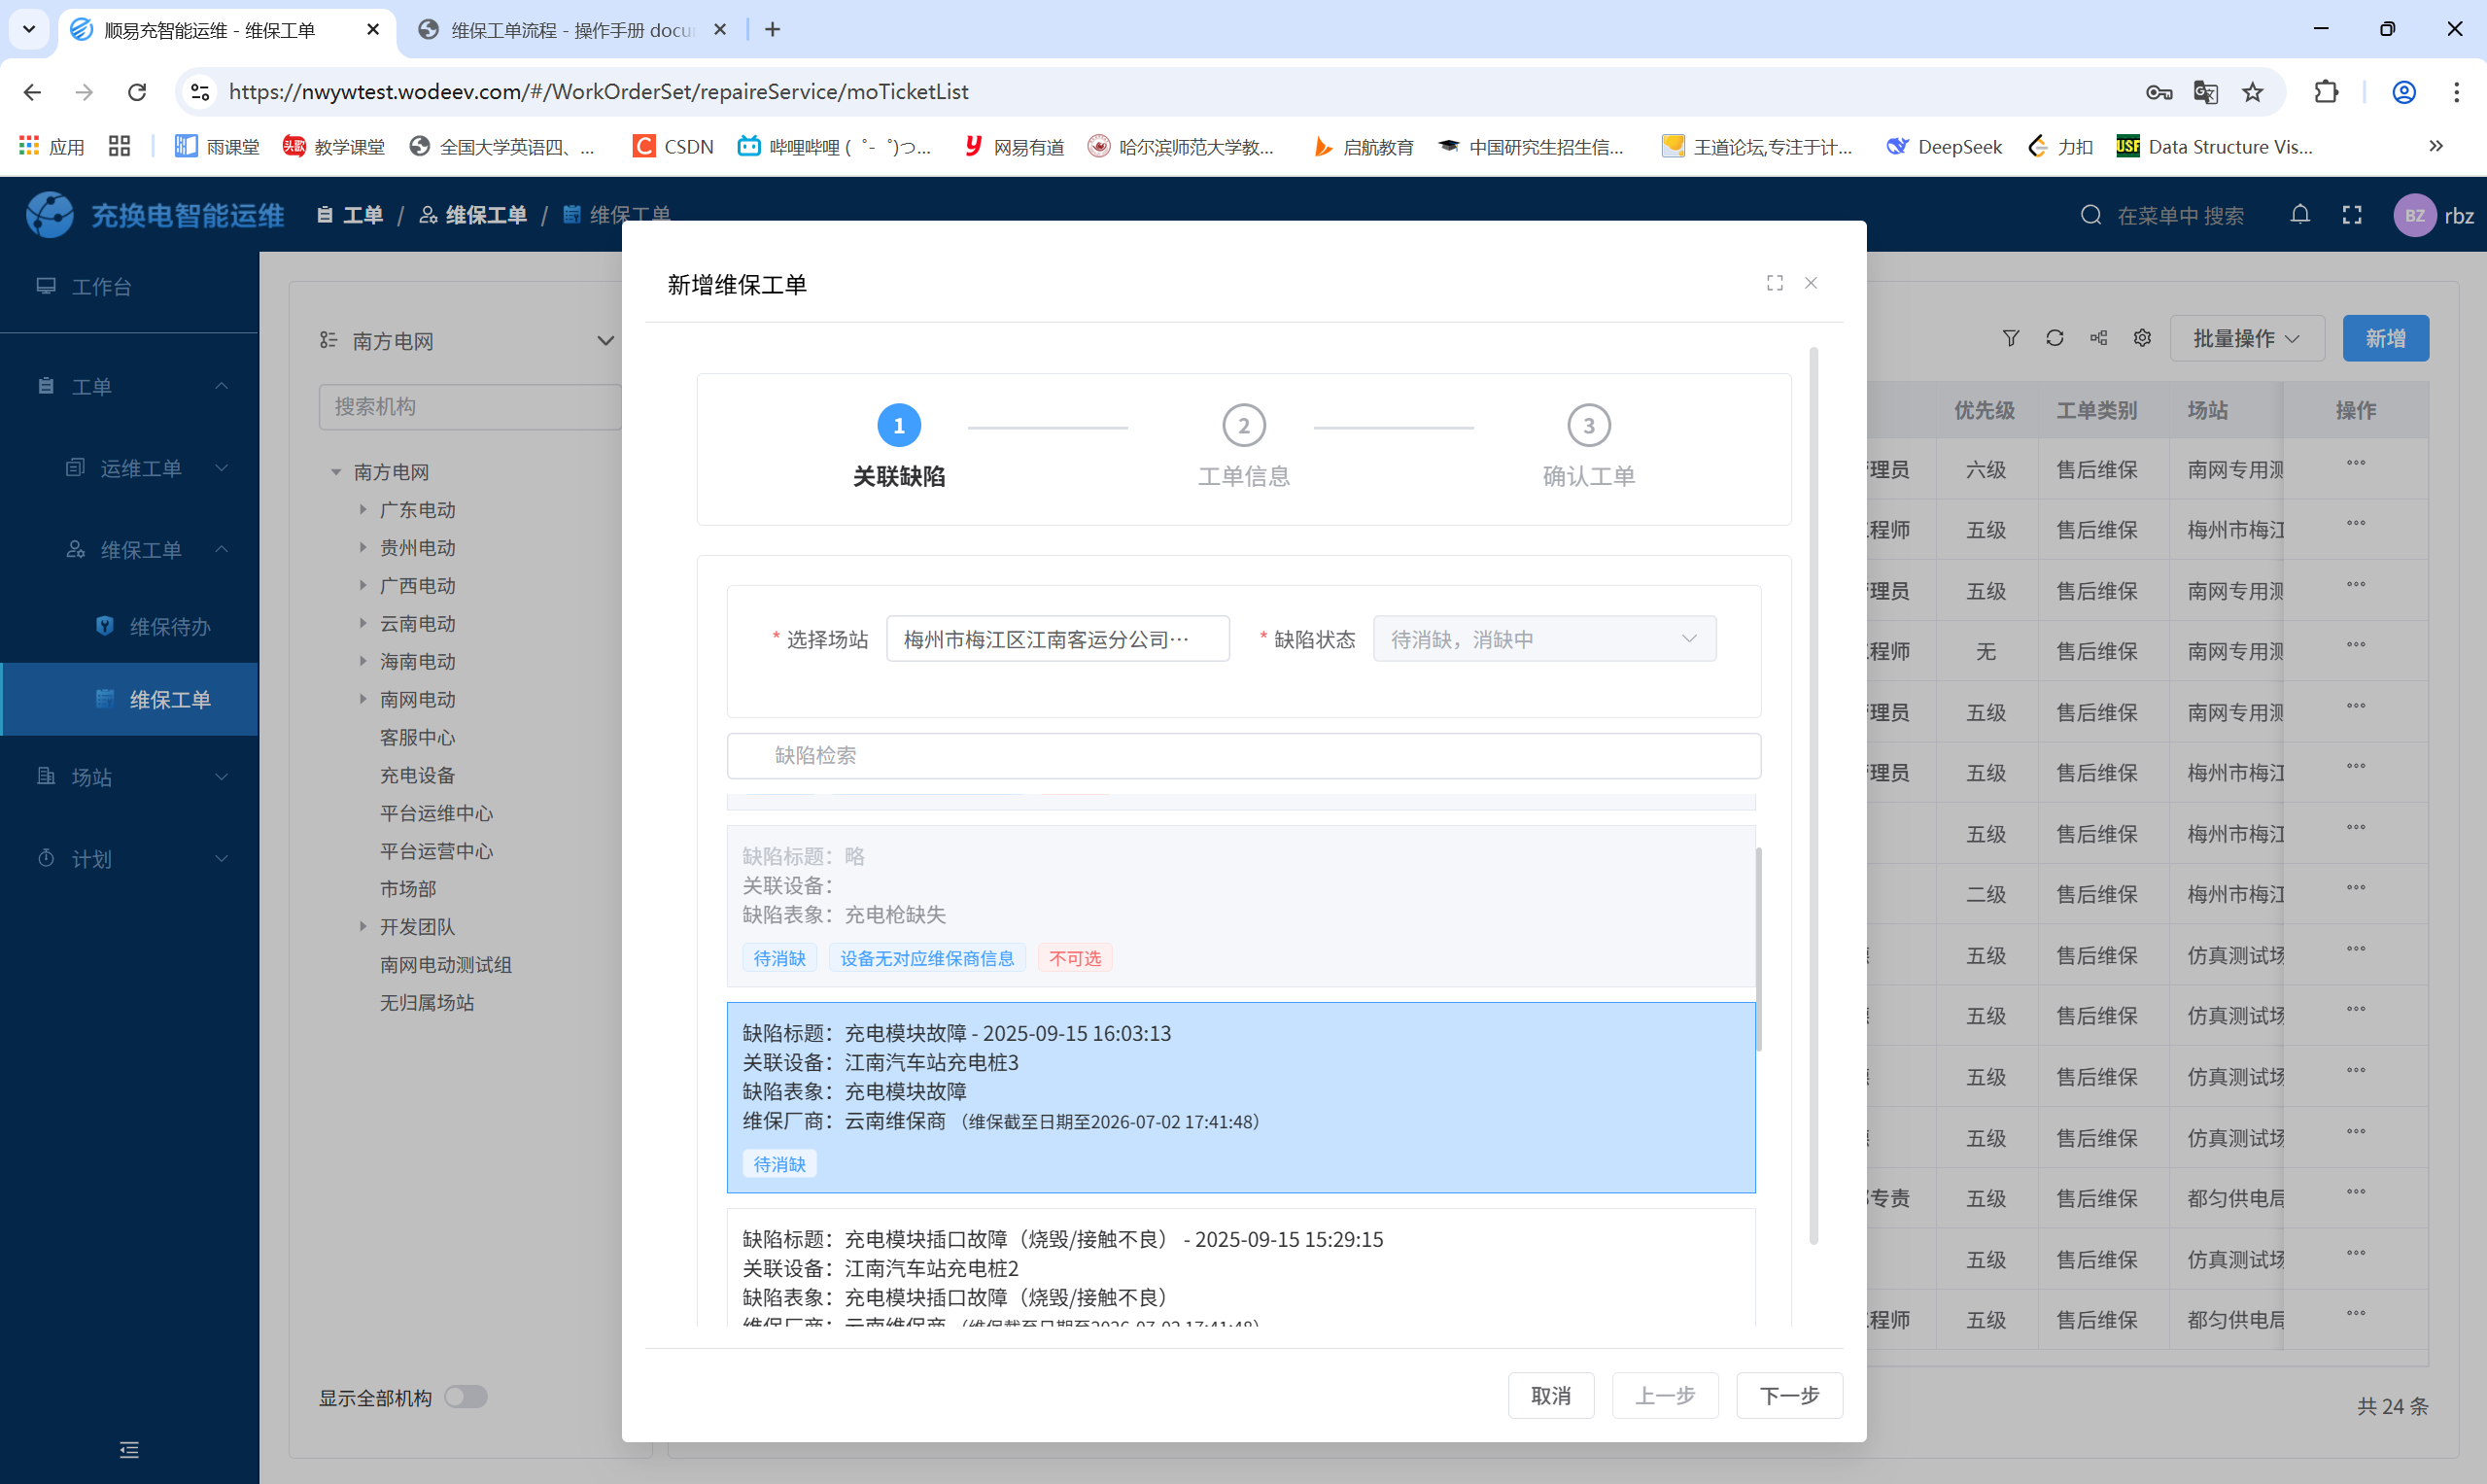 顺易充智能运维 - 维保工单
维保工单流程 - 操作手册 docu
https://nwywtest.wodeev.com/#/WorkOrderSet/repaireService/moTicketList
应用
雨课堂
教学课堂
全国大学英语四、...
CSDN
哔哩哔哩 ( ゜- ゜)つ...
网易有道
哈尔滨师范大学教...
启航教育
中国研究生招生信...
王道论坛,专注于计...
DeepSeek
力扣
Data Structure Vis...
充换电智能运维
工单 / 维保工单 / 维保工单
在菜单中 搜索
BZ rbz
工作台
工单
运维工单
维保工单
维保待办
维保工单
场站
计划
南方电网
搜索机构
南方电网
广东电动
贵州电动
广西电动
云南电动
海南电动
南网电动
客服中心
充电设备
平台运维中心
平台运营中心
市场部
开发团队
南网电动测试组
无归属场站
显示全部机构
新增维保工单
1 2 3
关联缺陷 工单信息 确认工单
* 选择场站 梅州市梅江区江南客运分公司… * 缺陷状态 待消缺，消缺中
缺陷检索
缺陷标题：略
关联设备：
缺陷表象：充电枪缺失
待消缺 设备无对应维保商信息 不可选
缺陷标题：充电模块故障 - 2025-09-15 16:03:13
关联设备：江南汽车站充电桩3
缺陷表象：充电模块故障
维保厂商：云南维保商 （维保截至日期至2026-07-02 17:41:48）
待消缺
缺陷标题：充电模块插口故障（烧毁/接触不良） - 2025-09-15 15:29:15
关联设备：江南汽车站充电桩2
缺陷表象：充电模块插口故障（烧毁/接触不良）
维保厂商：云南维保商 （维保截至日期至2026-07-02 17:41:48）
取消 上一步 下一步
批量操作 新增
优先级 工单类别 场站 操作
理员 六级 售后维保 南网专用测
程师 五级 售后维保 梅州市梅江
理员 五级 售后维保 南网专用测
程师 无 售后维保 南网专用测
理员 五级 售后维保 南网专用测
理员 五级 售后维保 梅州市梅江
五级 售后维保 梅州市梅江
二级 售后维保 梅州市梅江
五级 售后维保 仿真测试场
五级 售后维保 仿真测试场
五级 售后维保 仿真测试场
五级 售后维保 仿真测试场
专责 五级 售后维保 都匀供电局
五级 售后维保 仿真测试场
程师 五级 售后维保 都匀供电局
共 24 条